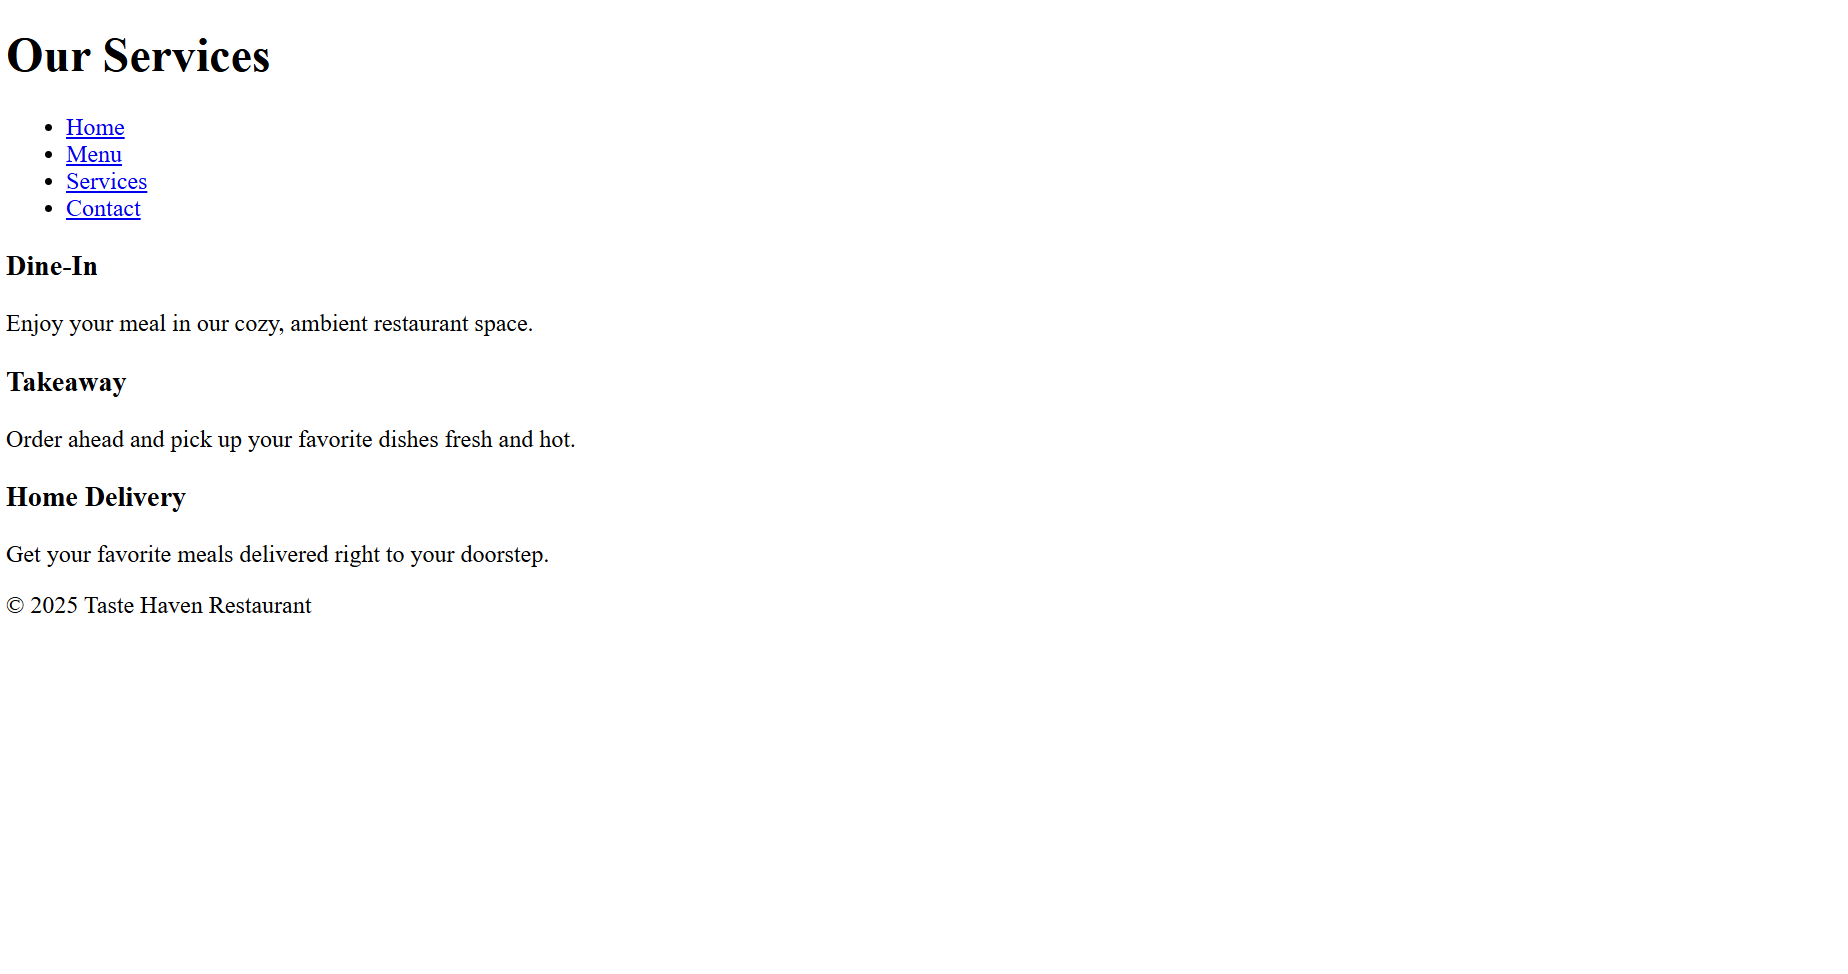 Our Services
Home
Menu
Services
Contact
Dine-In
Enjoy your meal in our cozy, ambient restaurant space.
Takeaway
Order ahead and pick up your favorite dishes fresh and hot.
Home Delivery
Get your favorite meals delivered right to your doorstep.
© 2025 Taste Haven Restaurant